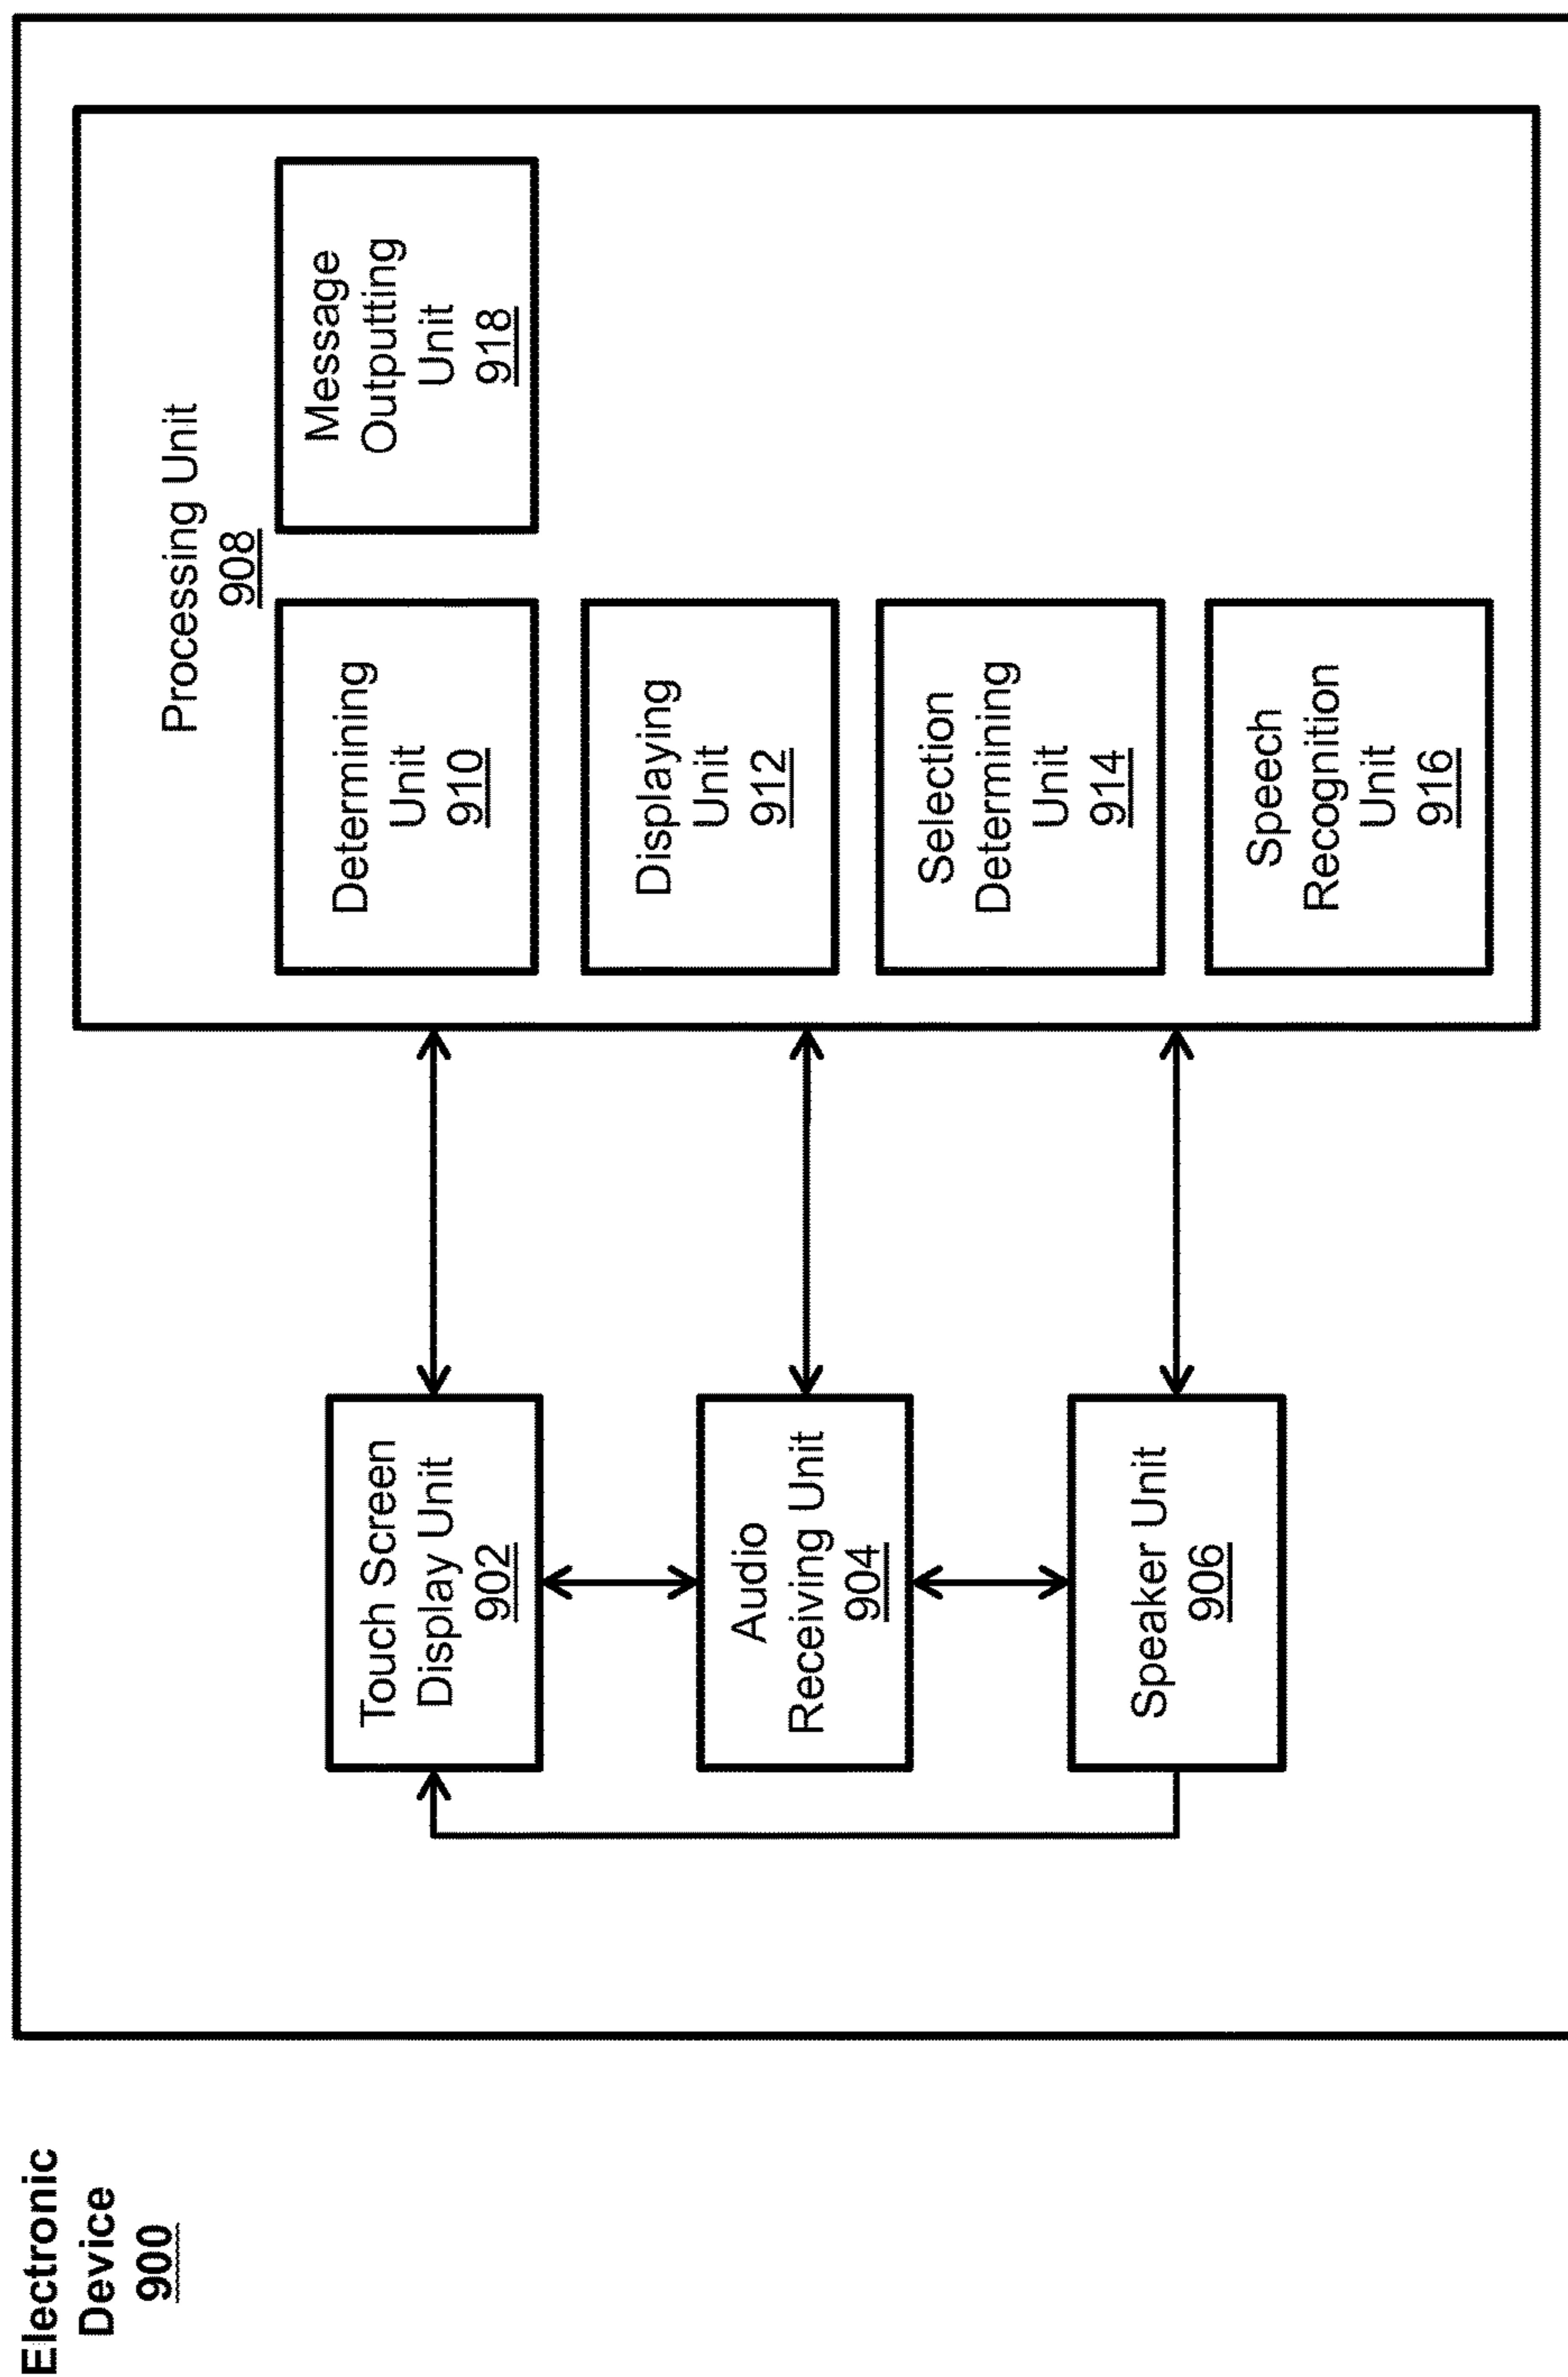 Electronic
Device
900
Touch Screen
Display Unit
902
Audio
Receiving Unit
904
Speaker Unit
906
Processing Unit
908
Determining
Unit
910
Displaying
Unit
912
Selection
Determining
Unit
914
Speech
Recognition
Unit
916
Message
Outputting
Unit
918